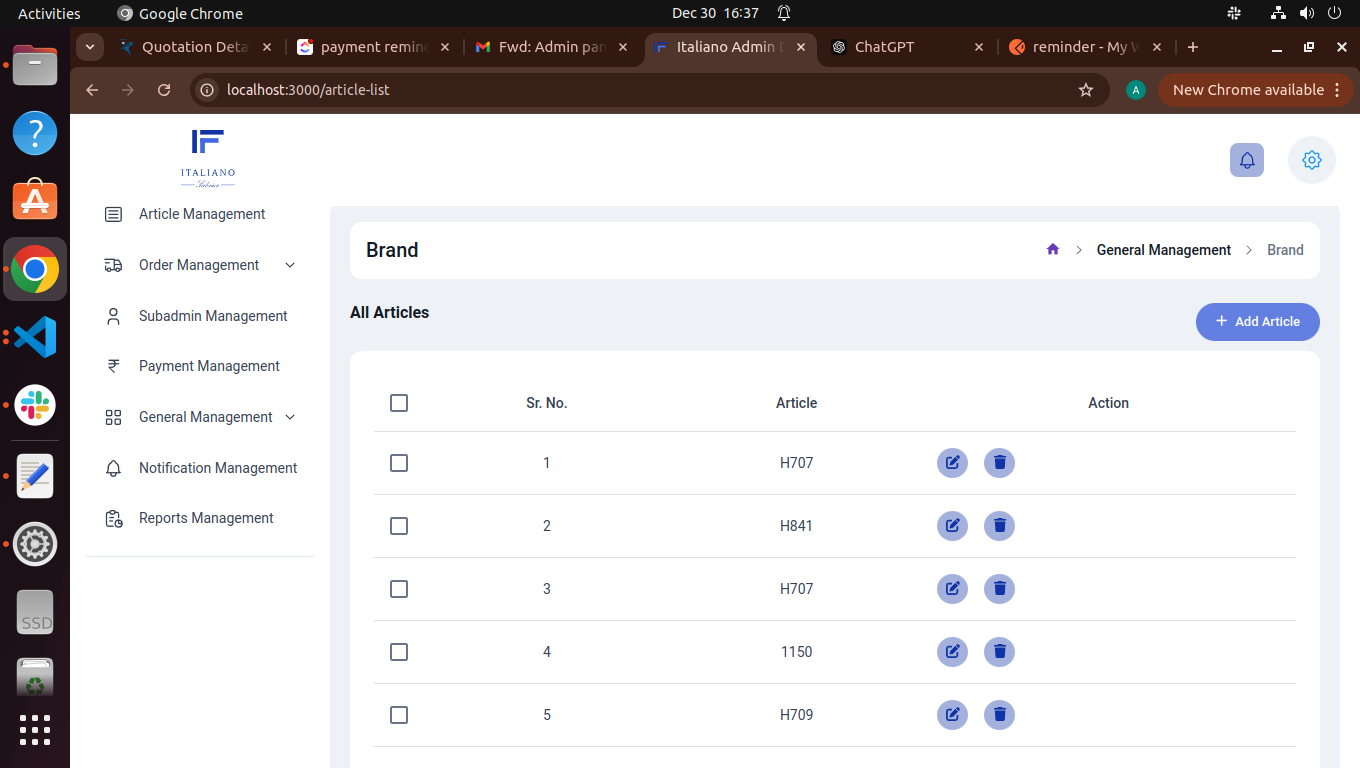 Activities Google Chrome Dec 30 16:37
Quotation Deta payment remin Fwd: Admin pan Italiano Admin ChatGPT reminder - My W
localhost:3000/article-list A New Chrome available
IF
ITALIANO
Fabrics
Article Management
Order Management
Subadmin Management
Payment Management
General Management
Notification Management
Reports Management
Brand General Management Brand
All Articles + Add Article
Sr. No. Article Action
1 H707
2 H841
3 H707
4 1150
5 H709
SSD